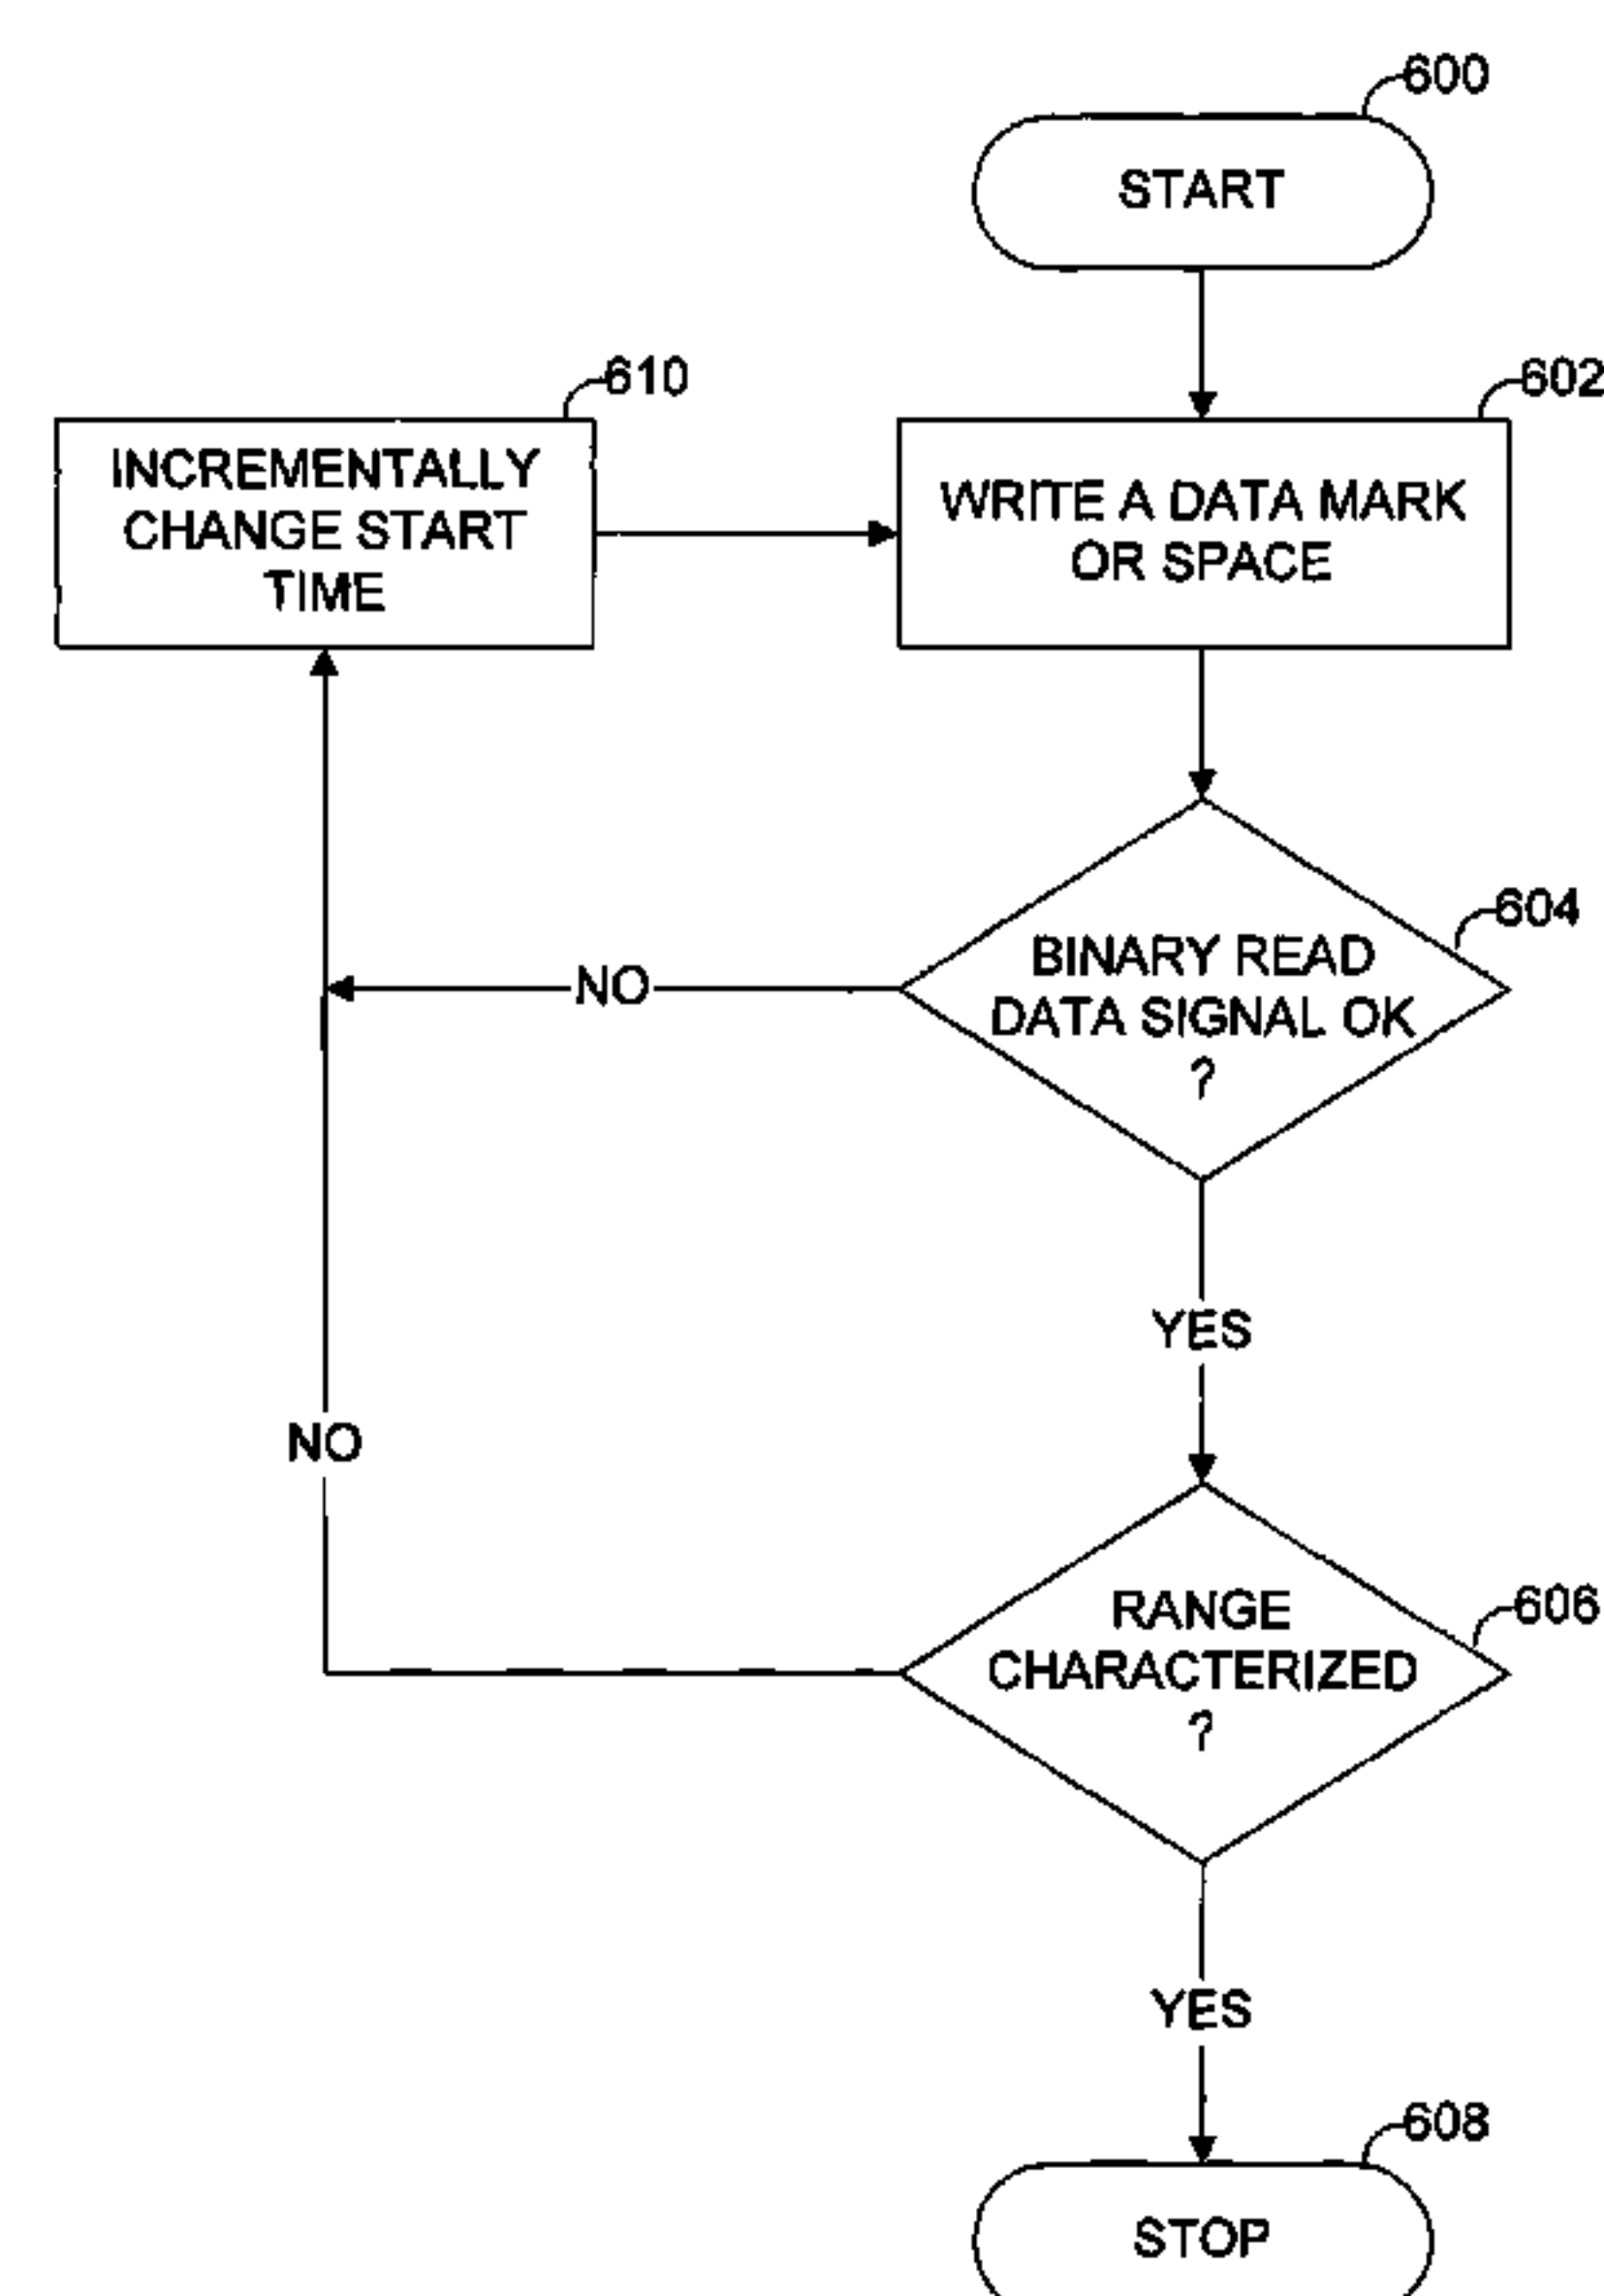 600
START
610
INCREMENTALLY
CHANGE START
TIME
602
WRITE A DATA MARK
OR SPACE
604
BINARY READ
DATA SIGNAL OK
?
NO
YES
NO
606
RANGE
CHARACTERIZED
?
YES
608
STOP